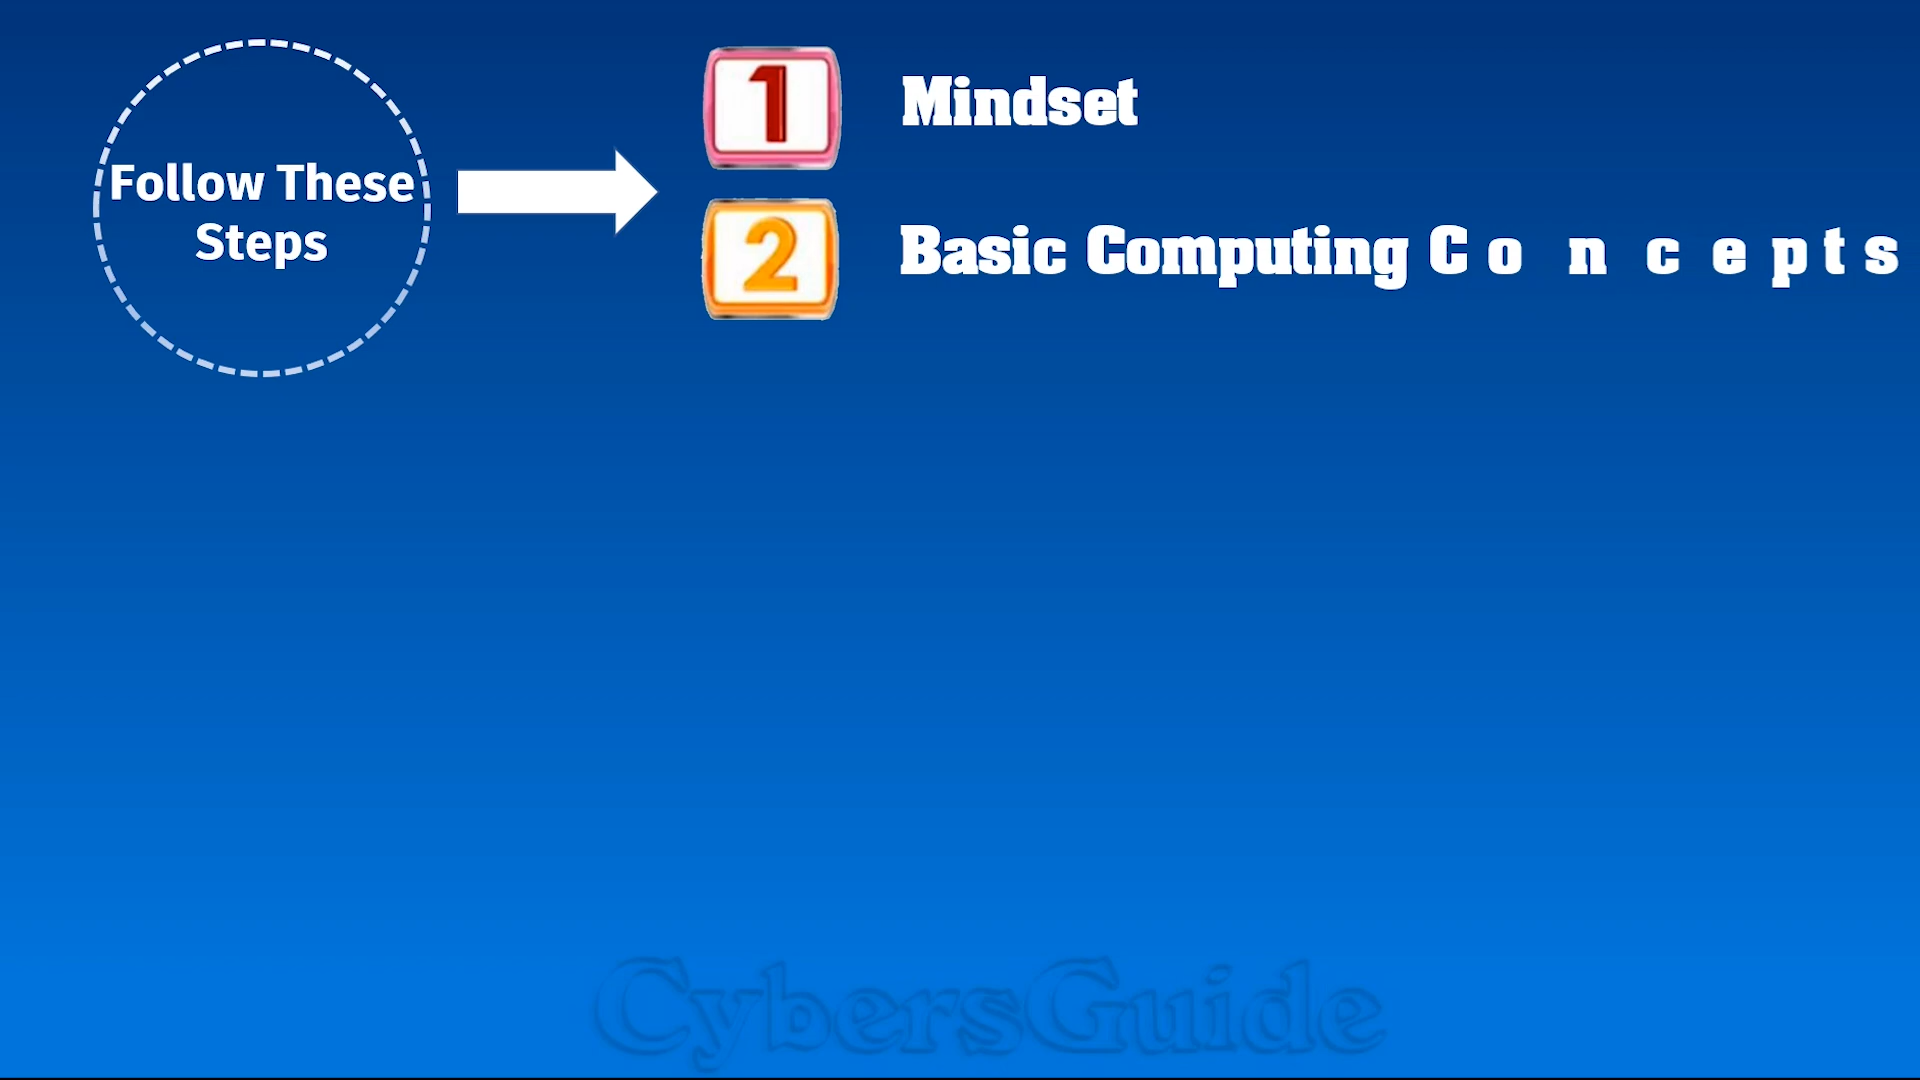 Follow These
Steps
1 Mindset
2 Basic Computing Concepts
CybersGuide